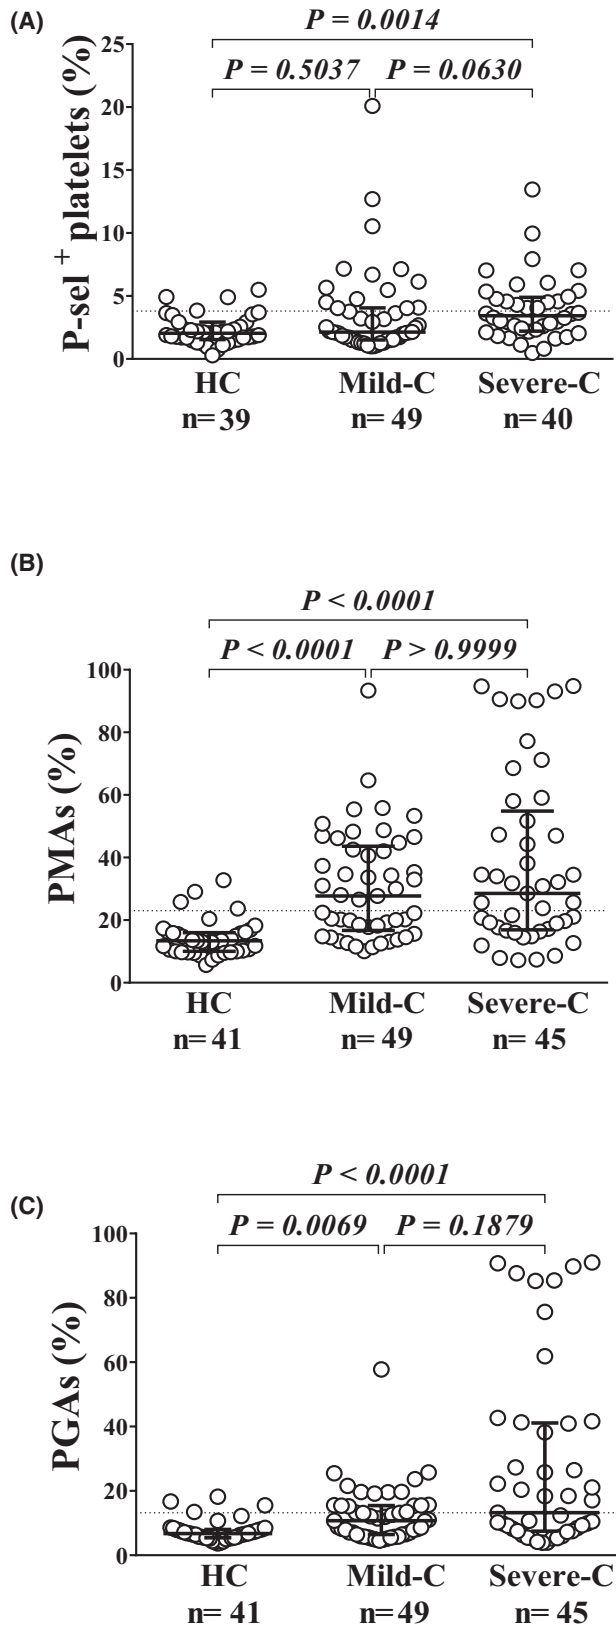 (A)
P = 0.0014
P = 0.5037 P = 0.0630
P-sel + platelets (%)
25
20
15
10
5
0
HC Mild-C Severe-C
n=39 n=49 n=40
(B)
P < 0.0001
P < 0.0001 P > 0.9999
PMAs (%)
100
80
60
40
20
0
HC Mild-C Severe-C
n=41 n=49 n=45
(C)
P < 0.0001
P = 0.0069 P = 0.1879
PGAs (%)
100
80
60
40
20
0
HC Mild-C Severe-C
n= 41 n=49 n=45